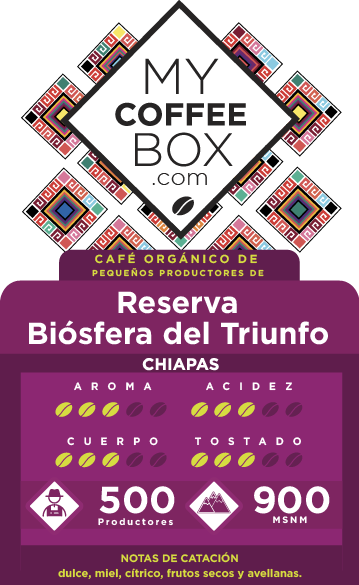 MY
COFFEE
BOX
.com
CAFÉ ORGÁNICO DE
PEQUEÑOS PRODUCTORES DE
Reserva
Biósfera del Triunfo
CHIAPAS
AROMA ACIDEZ
CUERPO TOSTADO
500 900
Productores MSNM
NOTAS DE CATACIÓN
dulce, miel, cítrico, frutos secos y avellanas.